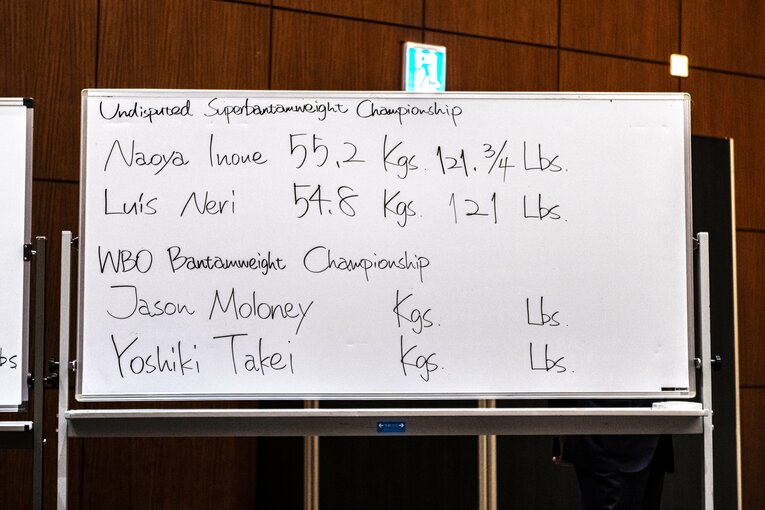 Undisputed Superbantamweight Championship
Naoya Inoue 55.2 Kgs. 121.3/4 Lbs.
Luis Neri 54.8 Kgs. 121 Lbs.
WBO Bantamweight Championship
Jason Moloney Kgs. Lbs.
Yoshiki Takei Kgs. Lbs.
bs